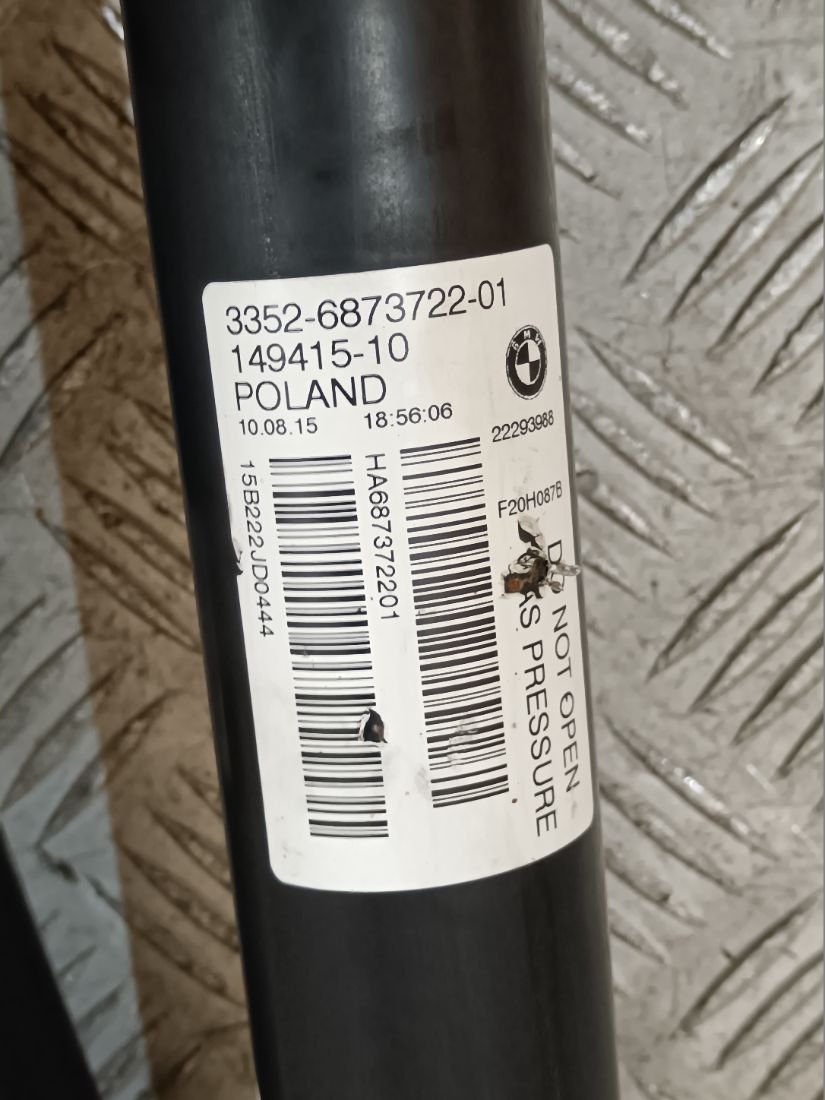 3352-6873722-01
149415-10
POLAND
BMW
10.08.15 18:56:06
22293988
15B222JD0444
HA687372201
F20H087B
NOT OPEN
PRESSURE